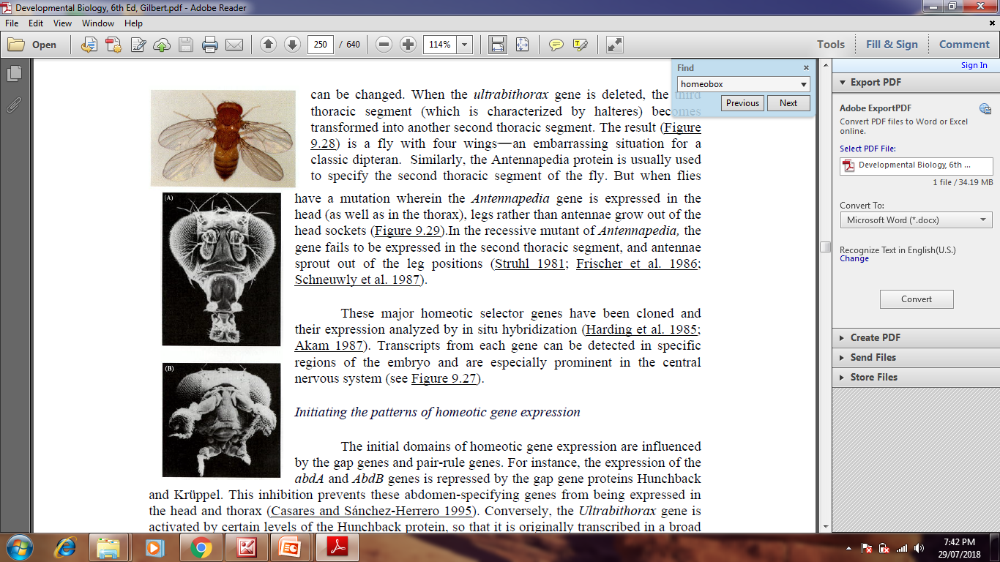 Developmental Biology, 6th Ed, Gilbert.pdf - Adobe Reader
File Edit View Window Help
Open 250 / 640 114% Tools Fill & Sign Comment
Sign In
Find
homeobox
Previous Next
can be changed. When the ultrabithorax gene is deleted, the third
thoracic segment (which is characterized by halteres) becomes
transformed into another second thoracic segment. The result (Figure
9.28) is a fly with four wings—an embarrassing situation for a
classic dipteran. Similarly, the Antennapedia protein is usually used
to specify the second thoracic segment of the fly. But when flies
(A)
have a mutation wherein the Antennapedia gene is expressed in the
head (as well as in the thorax), legs rather than antennae grow out of the
head sockets (Figure 9.29).In the recessive mutant of Antennapedia, the
gene fails to be expressed in the second thoracic segment, and antennae
sprout out of the leg positions (Struhl 1981; Frischer et al. 1986;
Schneuwly et al. 1987).
These major homeotic selector genes have been cloned and
their expression analyzed by in situ hybridization (Harding et al. 1985;
Akam 1987). Transcripts from each gene can be detected in specific
regions of the embryo and are especially prominent in the central
nervous system (see Figure 9.27).
(B)
Initiating the patterns of homeotic gene expression
The initial domains of homeotic gene expression are influenced
by the gap genes and pair-rule genes. For instance, the expression of the
abdA and AbdB genes is repressed by the gap gene proteins Hunchback
and Krüppel. This inhibition prevents these abdomen-specifying genes from being expressed in
the head and thorax (Casares and Sánchez-Herrero 1995). Conversely, the Ultrabithorax gene is
activated by certain levels of the Hunchback protein, so that it is originally transcribed in a broad
Export PDF
Adobe ExportPDF
Convert PDF files to Word or Excel
online.
Select PDF File:
Developmental Biology, 6th ...
1 file / 34.19 MB
Convert To:
Microsoft Word (*.docx)
Recognize Text in English(U.S.)
Change
Convert
Create PDF
Send Files
Store Files
7:42 PM
29/07/2018